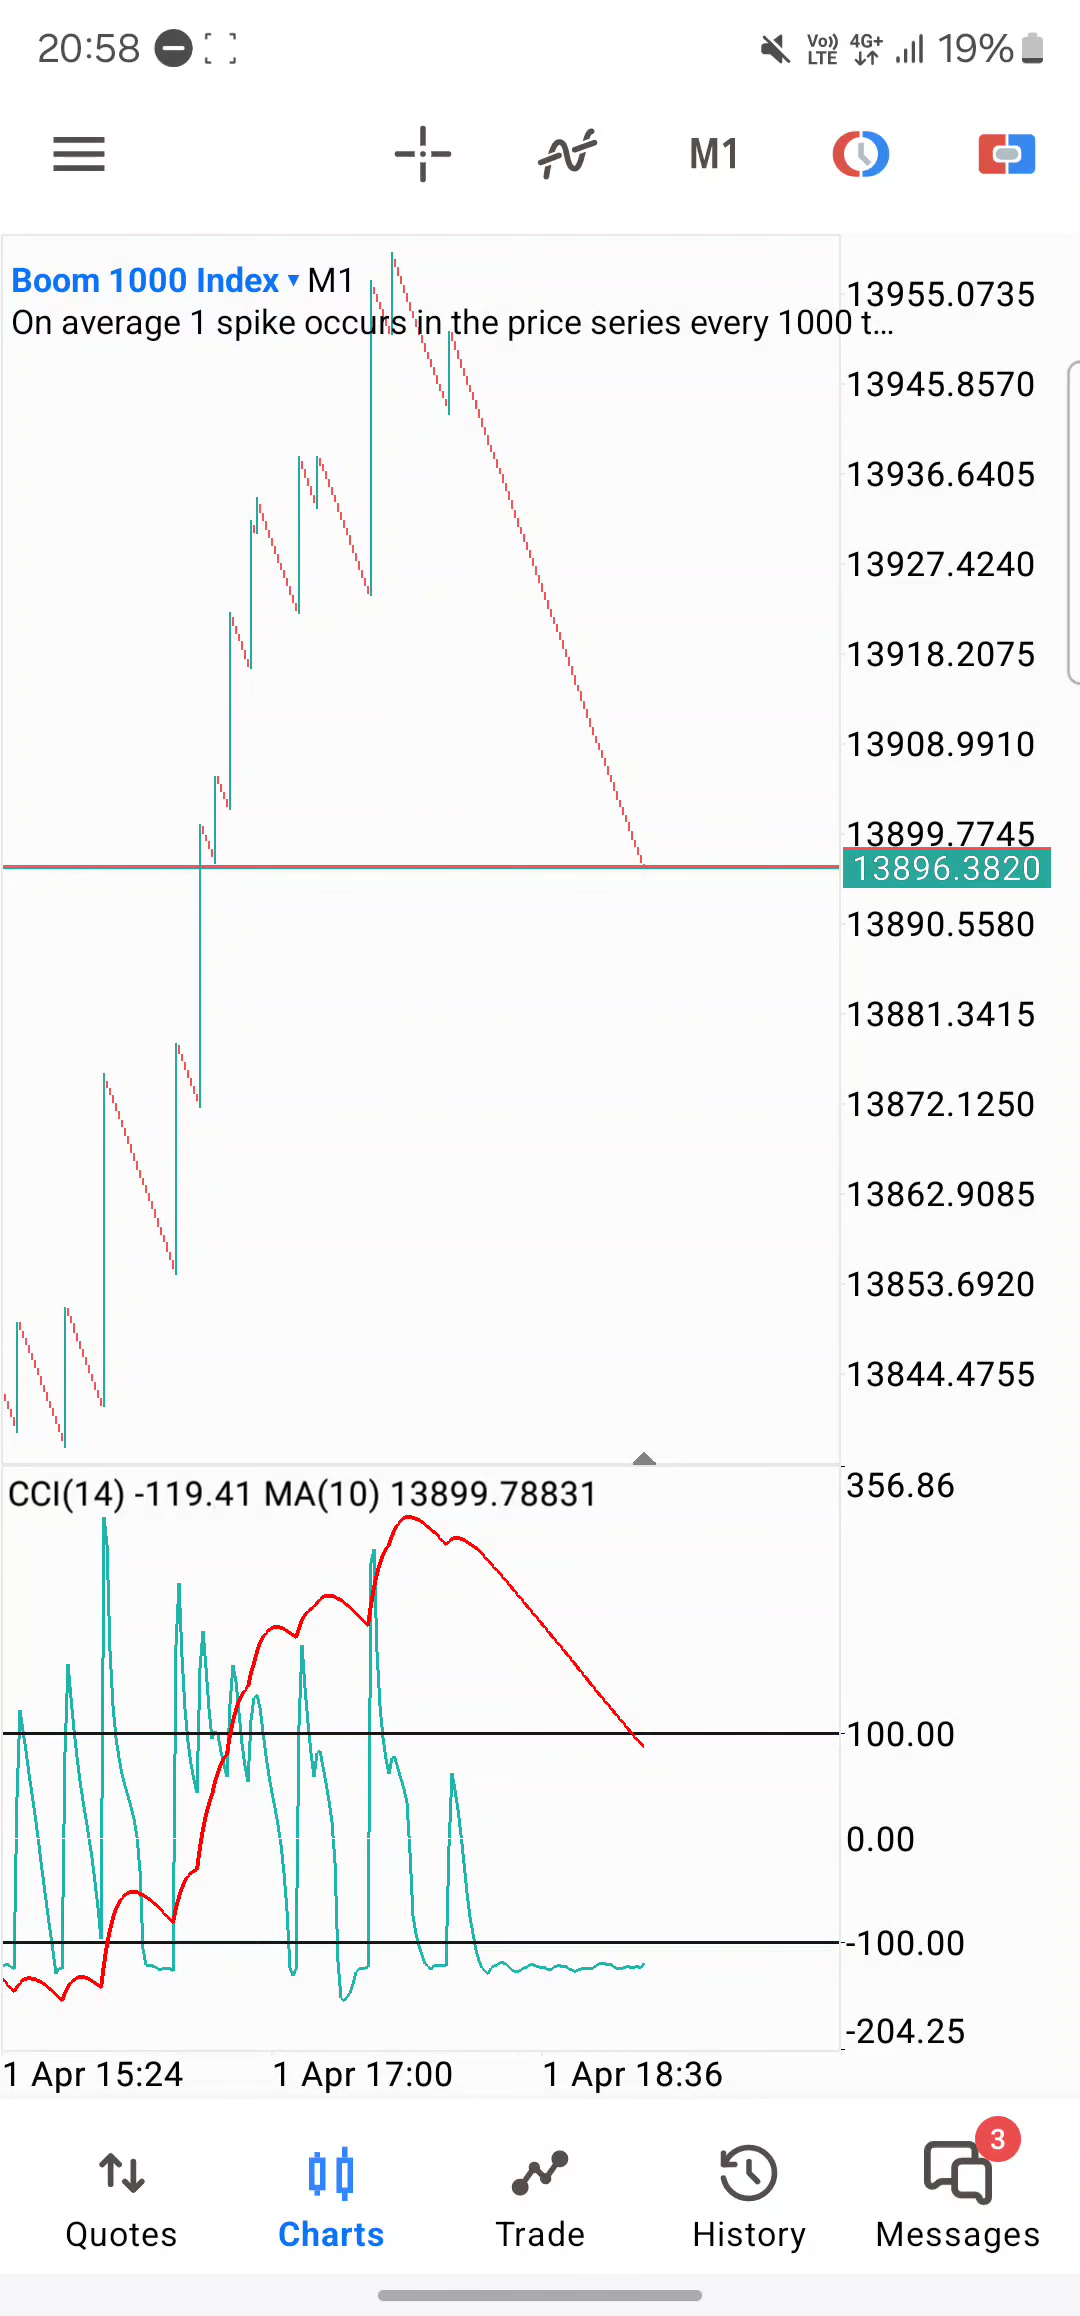 20:58 Vo)) LTE 4G+ 19%
M1
Boom 1000 Index ▾ M1
On average 1 spike occurs in the price series every 1000 t...
13955.0735
13945.8570
13936.6405
13927.4240
13918.2075
13908.9910
13899.7745
13896.3820
13890.5580
13881.3415
13872.1250
13862.9085
13853.6920
13844.4755
CCI(14) -119.41 MA(10) 13899.78831
356.86
100.00
0.00
-100.00
-204.25
1 Apr 15:24 1 Apr 17:00 1 Apr 18:36
3
Quotes Charts Trade History Messages